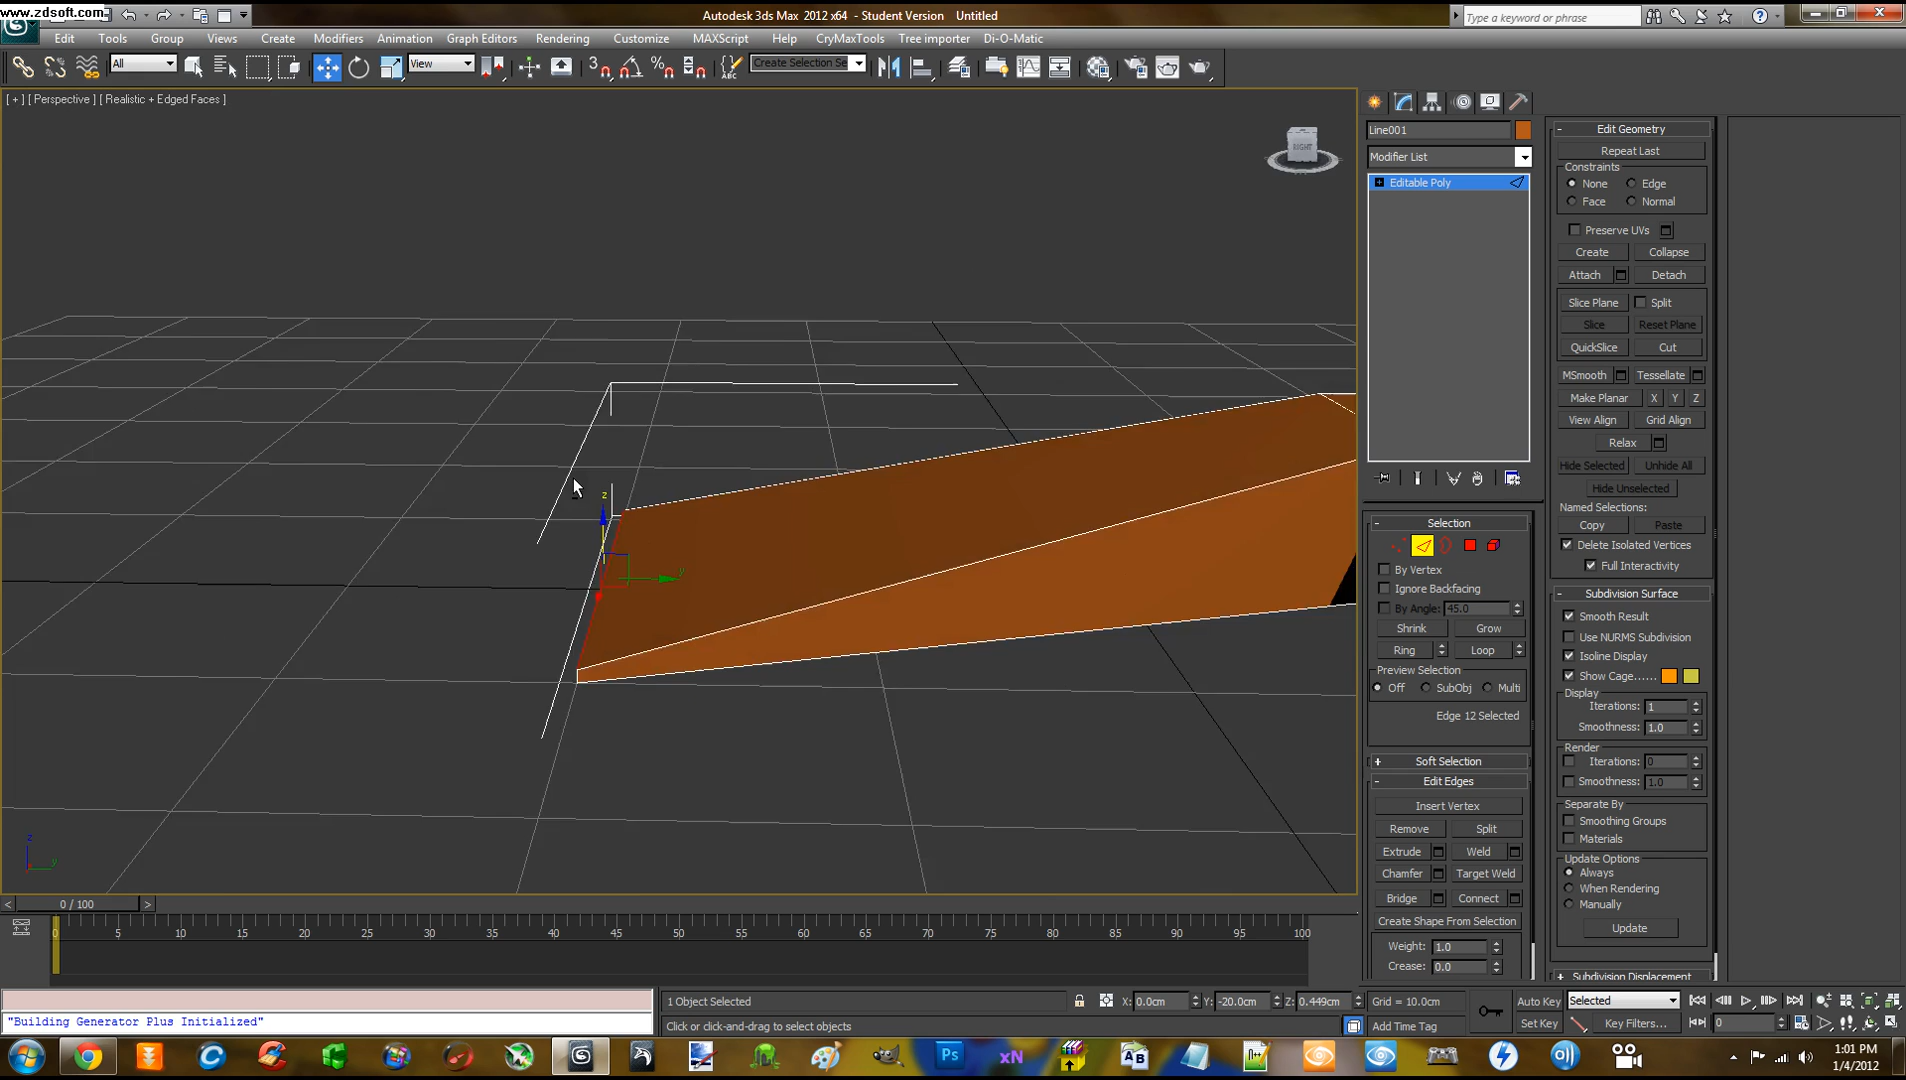 www.zdsoft.com
Autodesk 3ds Max 2012 x64 - Student Version Untitled
Type a keyword or phrase
Edit Tools Group Views Create Modifiers Animation Graph Editors Rendering Customize MAXScript Help CryMaxTools Tree importer Di-O-Matic
All View 3 Create Selection Se
[ + ] [ Perspective ] [ Realistic + Edged Faces ]
RIGHT
Line001
Modifier List
Editable Poly
Selection
By Vertex
Ignore Backfacing
By Angle: 45.0
Shrink Grow
Ring Loop
Preview Selection
Off SubObj Multi
Edge 12 Selected
+ Soft Selection
- Edit Edges
Insert Vertex
Remove Split
Extrude Weld
Chamfer Target Weld
Bridge Connect
Create Shape From Selection
Weight: 1.0
Crease: 0.0
- Edit Geometry
Repeat Last
Constraints
None Edge
Face Normal
Preserve UVs
Create Collapse
Attach Detach
Slice Plane Split
Slice Reset Plane
QuickSlice Cut
MSmooth Tessellate
Make Planar X Y Z
View Align Grid Align
Relax
Hide Selected Unhide All
Hide Unselected
Named Selections:
Copy Paste
Delete Isolated Vertices
Full Interactivity
- Subdivision Surface
Smooth Result
Use NURMS Subdivision
Isoline Display
Show Cage......
Display
Iterations: 1
Smoothness: 1.0
Render
Iterations: 0
Smoothness: 1.0
Separate By
Smoothing Groups
Materials
Update Options
Always
When Rendering
Manually
Update
+ Subdivision Displacement
z
y
z
y
< 0 / 100 >
0 5 10 15 20 25 30 35 40 45 50 55 60 65 70 75 80 85 90 95 100
1 Object Selected
X: 0.0cm Y: -20.0cm Z: 0.449cm Grid = 10.0cm
Auto Key Selected
"Building Generator Plus Initialized"
Click or click-and-drag to select objects
Add Time Tag
Set Key Key Filters... 0
Ps xN AB
1:01 PM
1/4/2012